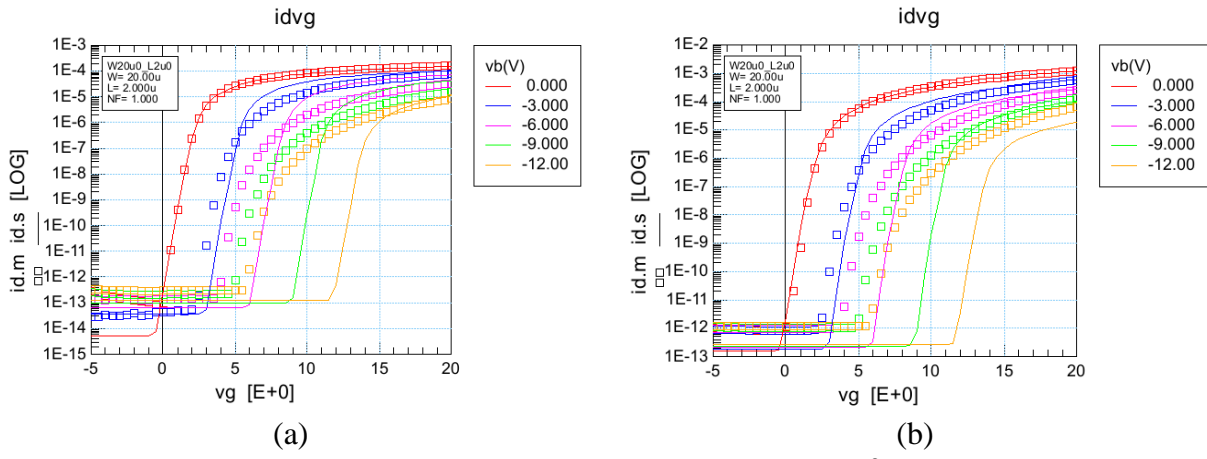 idvg
1E-3
1E-4
1E-5
1E-6
1E-7
1E-8
1E-9
1E-10
1E-11
1E-12
1E-13
1E-14
1E-15
id.m id.s [LOG]
W20u0_L2u0
W= 20.00u
L= 2.000u
NF= 1.000
-5
0
5
10
15
20
vg [E+0]
vb(V)
0.000
-3.000
-6.000
-9.000
-12.00
(a)
idvg
1E-2
1E-3
1E-4
1E-5
1E-6
1E-7
1E-8
1E-9
1E-10
1E-11
1E-12
1E-13
id.m id.s [LOG]
W20u0_L2u0
W= 20.00u
L= 2.000u
NF= 1.000
-5
0
5
10
15
20
vg [E+0]
vb(V)
0.000
-3.000
-6.000
-9.000
-12.00
(b)